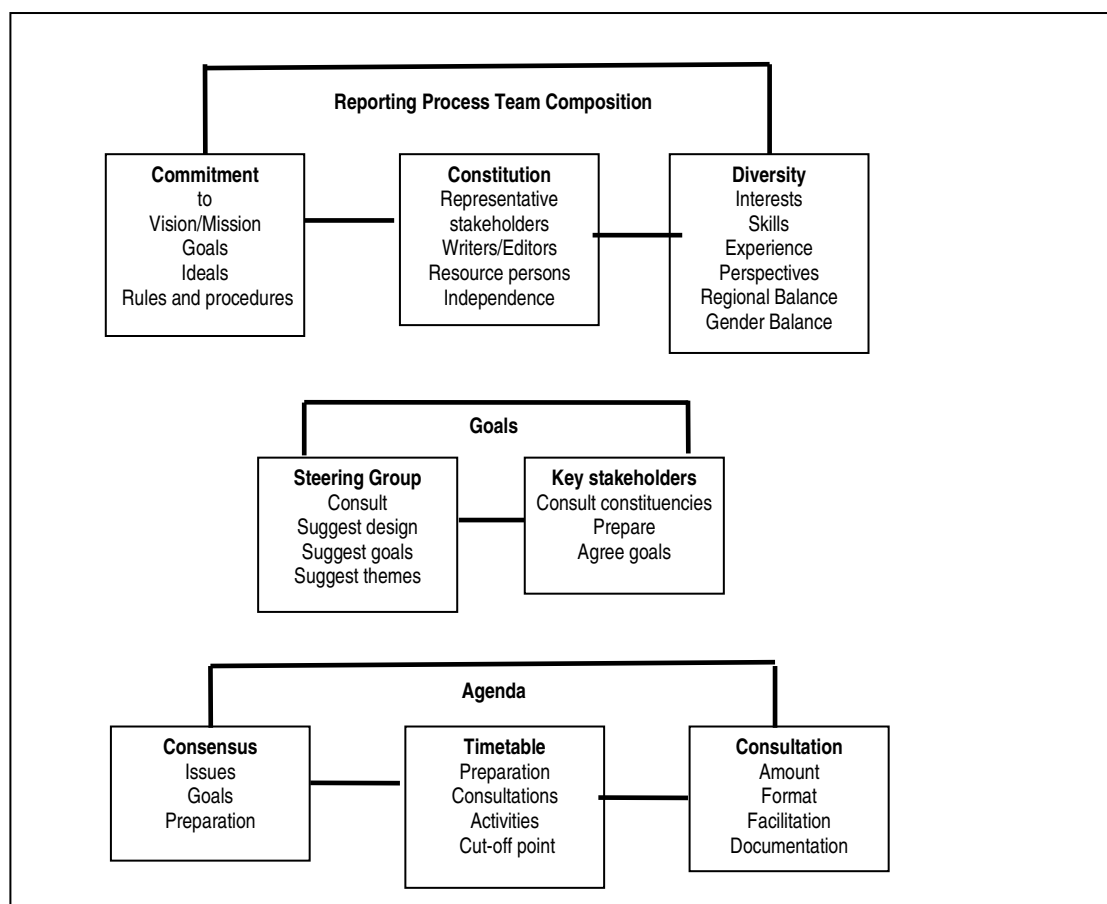 Reporting Process Team Composition
Commitment
to
Vision/Mission
Goals
Ideals
Rules and procedures
Constitution
Representative
stakeholders
Writers/Editors
Resource persons
Independence
Diversity
Interests
Skills
Experience
Perspectives
Regional Balance
Gender Balance
Goals
Steering Group
Consult
Suggest design
Suggest goals
Suggest themes
Key stakeholders
Consult constituencies
Prepare
Agree goals
Agenda
Consensus
Issues
Goals
Preparation
Timetable
Preparation
Consultations
Activities
Cut-off point
Consultation
Amount
Format
Facilitation
Documentation